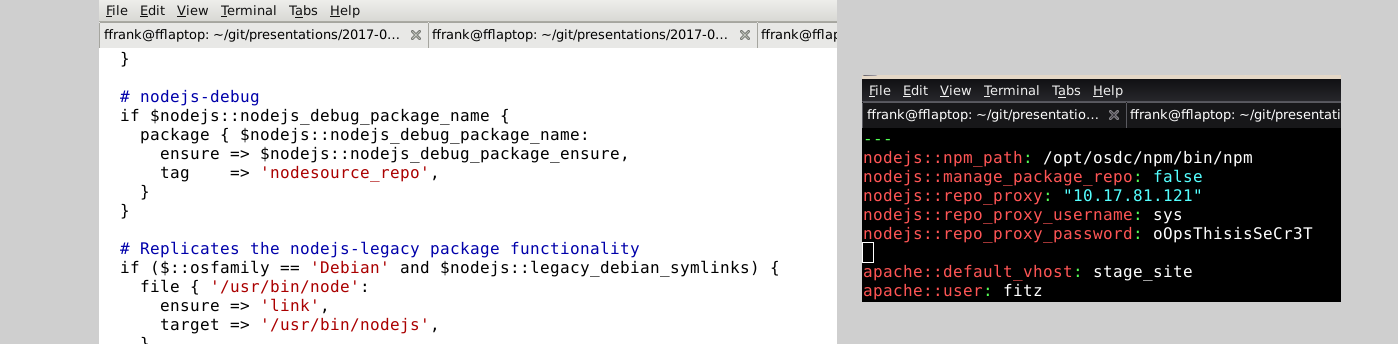 File Edit View Terminal Tabs Help
ffrank@fflaptop: ~/git/presentations/2017-0... ffrank@fflaptop: ~/git/presentations/2017-0... ffrank@fflap
}
# nodejs-debug
if $nodejs::nodejs_debug_package_name {
  package { $nodejs::nodejs_debug_package_name:
    ensure => $nodejs::nodejs_debug_package_ensure,
    tag    => 'nodesource_repo',
  }
}
# Replicates the nodejs-legacy package functionality
if ($::osfamily == 'Debian' and $nodejs::legacy_debian_symlinks) {
  file { '/usr/bin/node':
    ensure => 'link',
    target => '/usr/bin/nodejs',
  }
File Edit View Terminal Tabs Help
ffrank@fflaptop: ~/git/presentatio... ffrank@fflaptop: ~/git/presentati
---
nodejs::npm_path: /opt/osdc/npm/bin/npm
nodejs::manage_package_repo: false
nodejs::repo_proxy: "10.17.81.121"
nodejs::repo_proxy_username: sys
nodejs::repo_proxy_password: oOpsThisisSeCr3T
apache::default_vhost: stage_site
apache::user: fitz